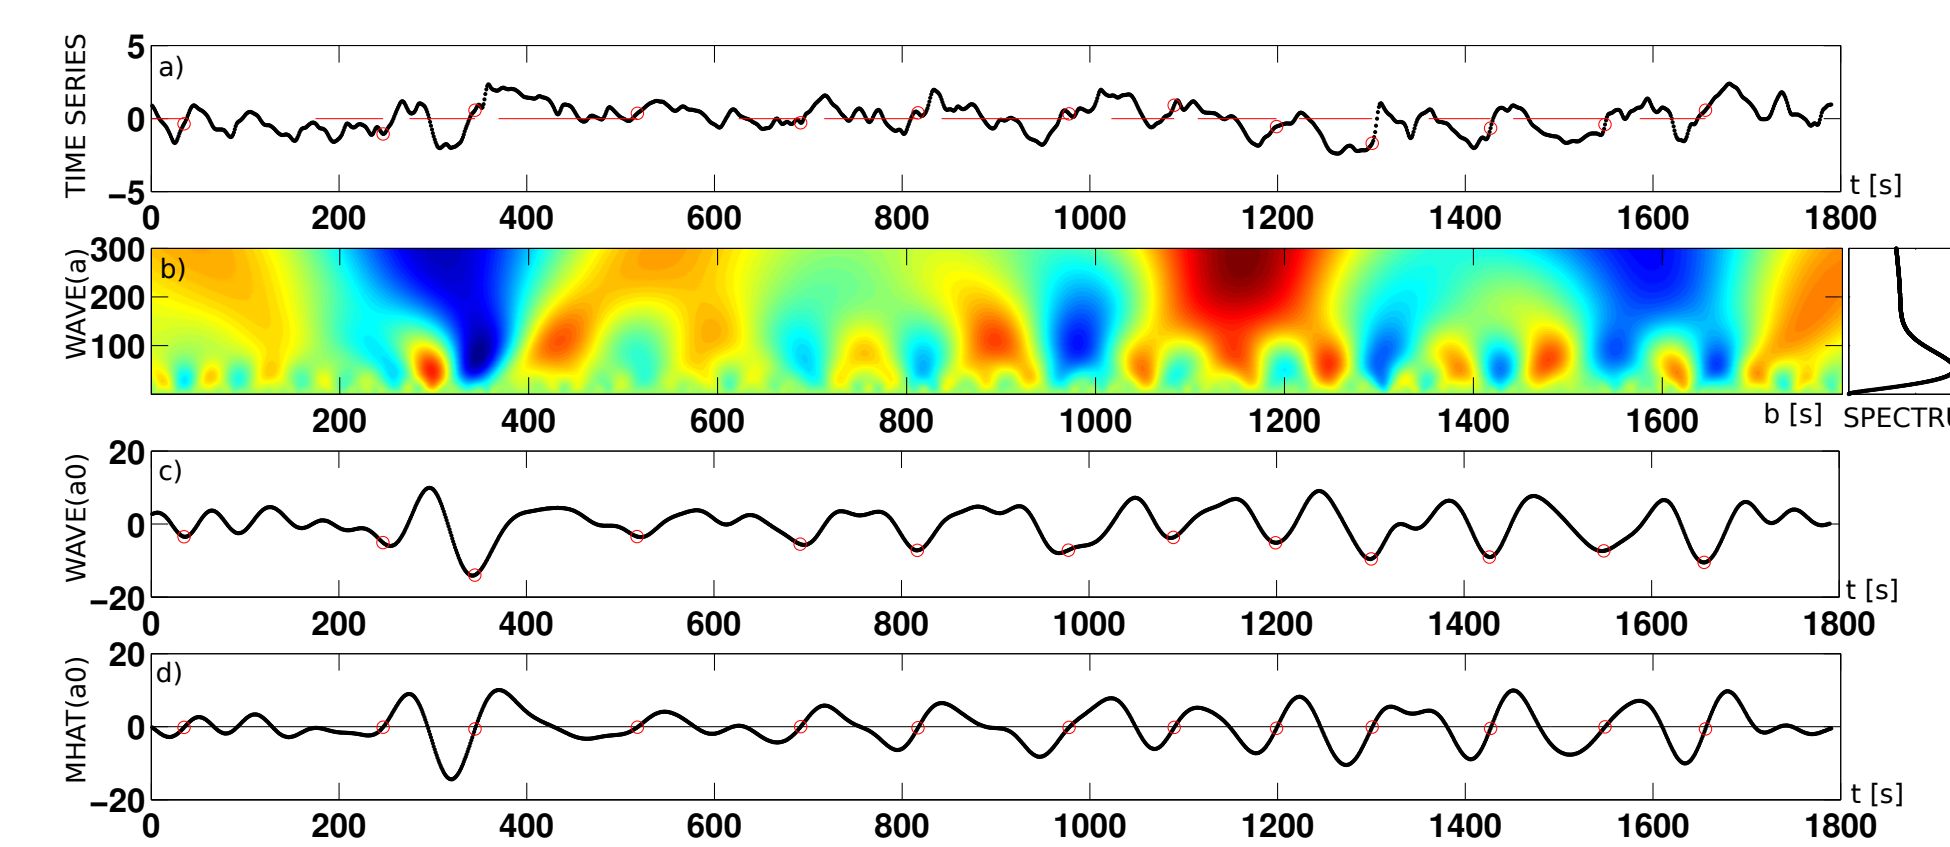 TIME SERIES
a)
5
0
−5
0 200 400 600 800 1000 1200 1400 1600 1800
t [s]
WAVE(a)
b)
300
200
100
200 400 600 800 1000 1200 1400 1600
b [s]
SPECTRU
WAVE(a0)
c)
20
0
−20
0 200 400 600 800 1000 1200 1400 1600 1800
t [s]
MHAT(a0)
d)
20
0
−20
0 200 400 600 800 1000 1200 1400 1600 1800
t [s]